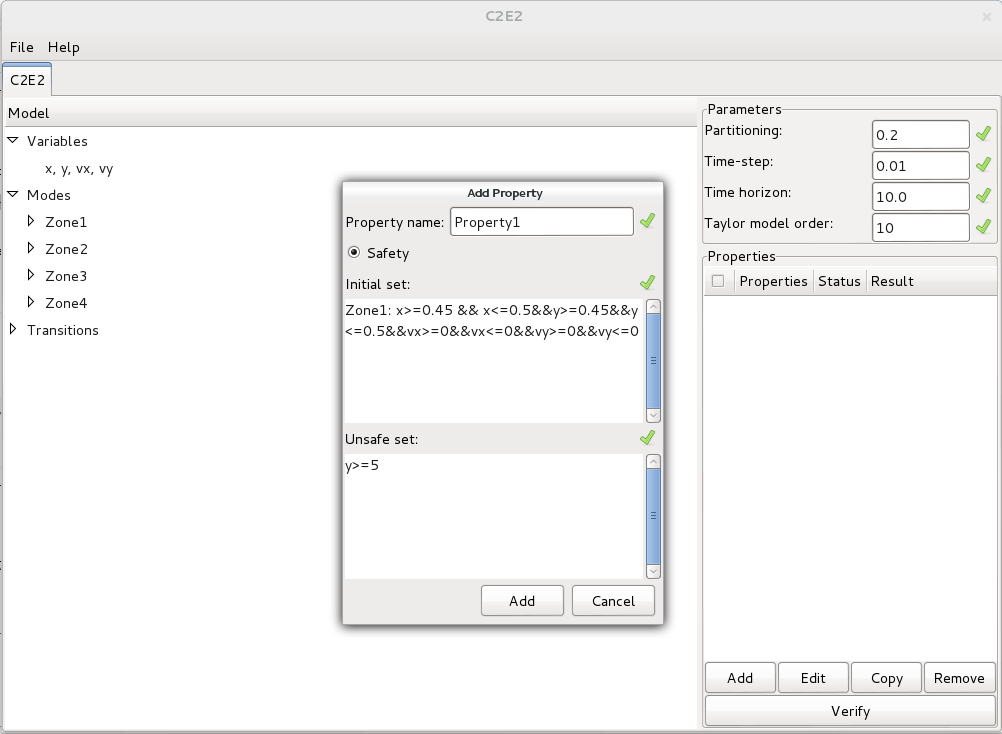 C2E2
File Help
C2E2
Model
Variables
x, y, vx, vy
Modes
Zone1
Zone2
Zone3
Zone4
Transitions
Add Property
Property name: Property1
Safety
Initial set:
Zone1: x>=0.45 && x<=0.5&&y>=0.45&&y
<=0.5&&vx>=0&&vx<=0&&vy>=0&&vy<=0
Unsafe set:
y>=5
Add Cancel
Parameters
Partitioning: 0.2
Time-step: 0.01
Time horizon: 10.0
Taylor model order: 10
Properties
Properties Status Result
Add Edit Copy Remove
Verify